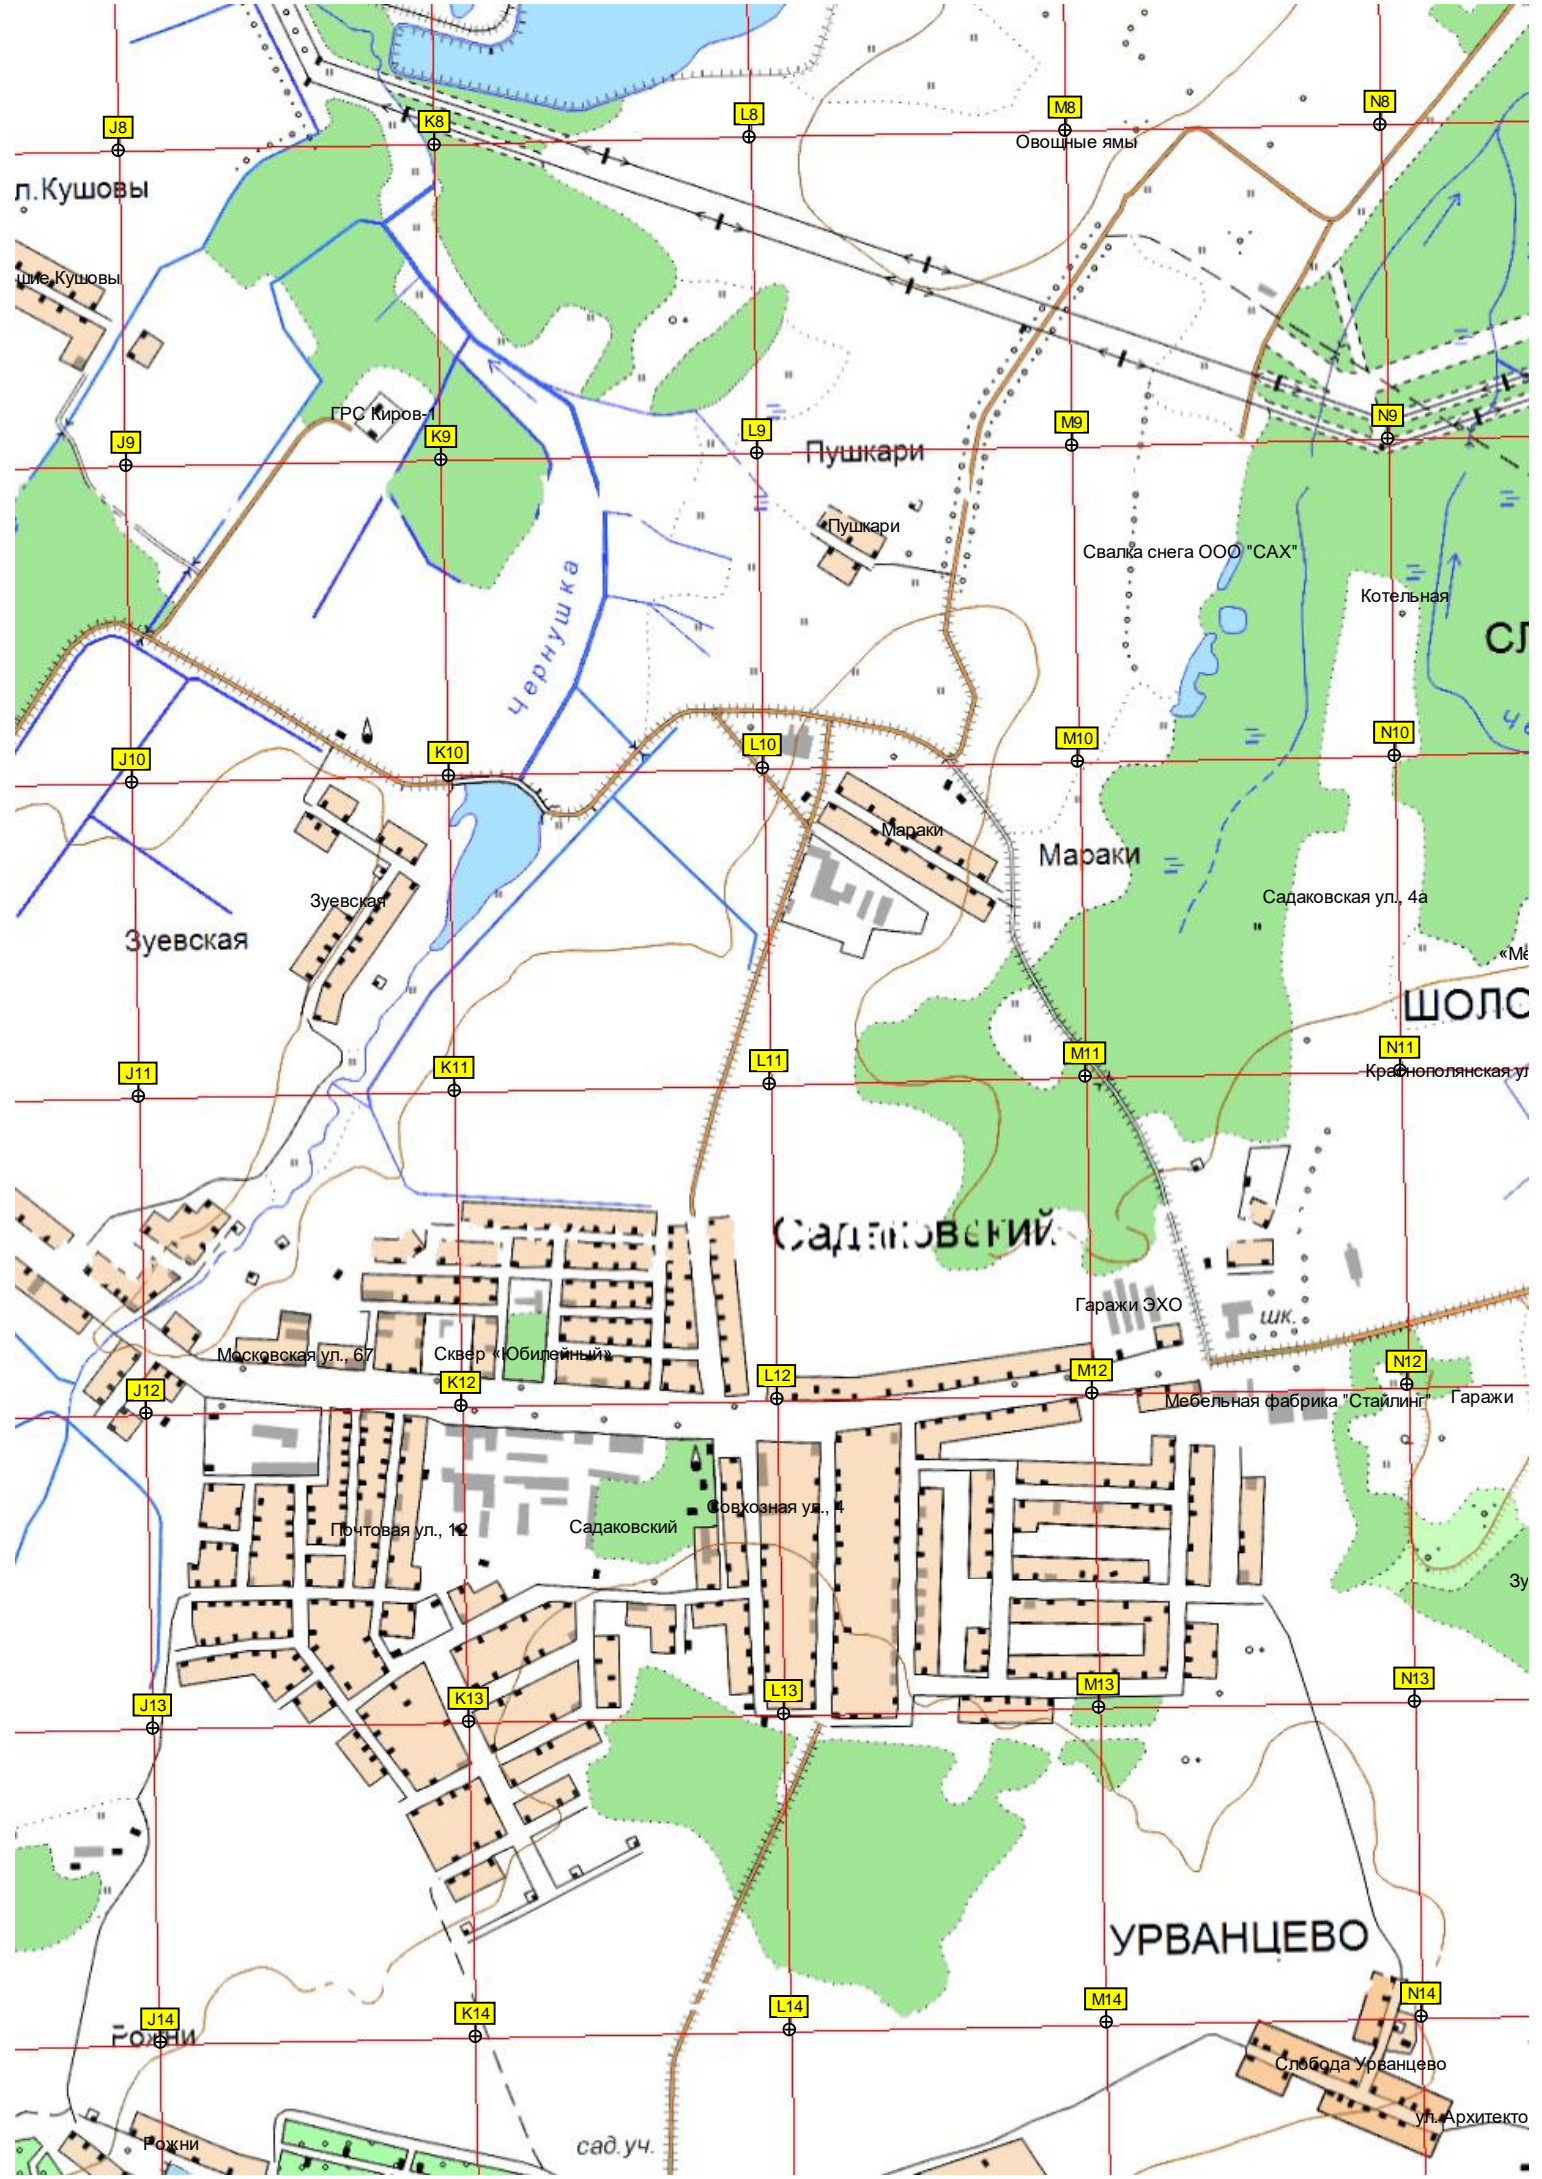 J8
K8
L8
M8
N8
Овощные ямы
л.Кушовы
шие Кушовы
ГРС Киров-1
J9
K9
L9
M9
N9
Пушкари
Пушкари
Свалка снега ООО "САХ"
Котельная
Чернушка
СЛ
J10
K10
L10
M10
N10
Мараки
Мараки
Зуевская
Зуевская
Садаковская ул., 4а
«Ме
ШОЛО
J11
K11
L11
M11
N11
Краснополянская ул
Садаковский
Гаражи ЭХО
шк.
Московская ул., 67
Сквер «Юбилейный»
J12
K12
L12
M12
N12
Мебельная фабрика "Стайлинг"
Гаражи
Совхозная ул., 4
Почтовая ул., 12
Садаковский
Зу
J13
K13
L13
M13
N13
УРВАНЦЕВО
J14
K14
L14
M14
N14
Рожни
Слобода Урванцево
ул. Архитекто
Рожни
сад.уч.